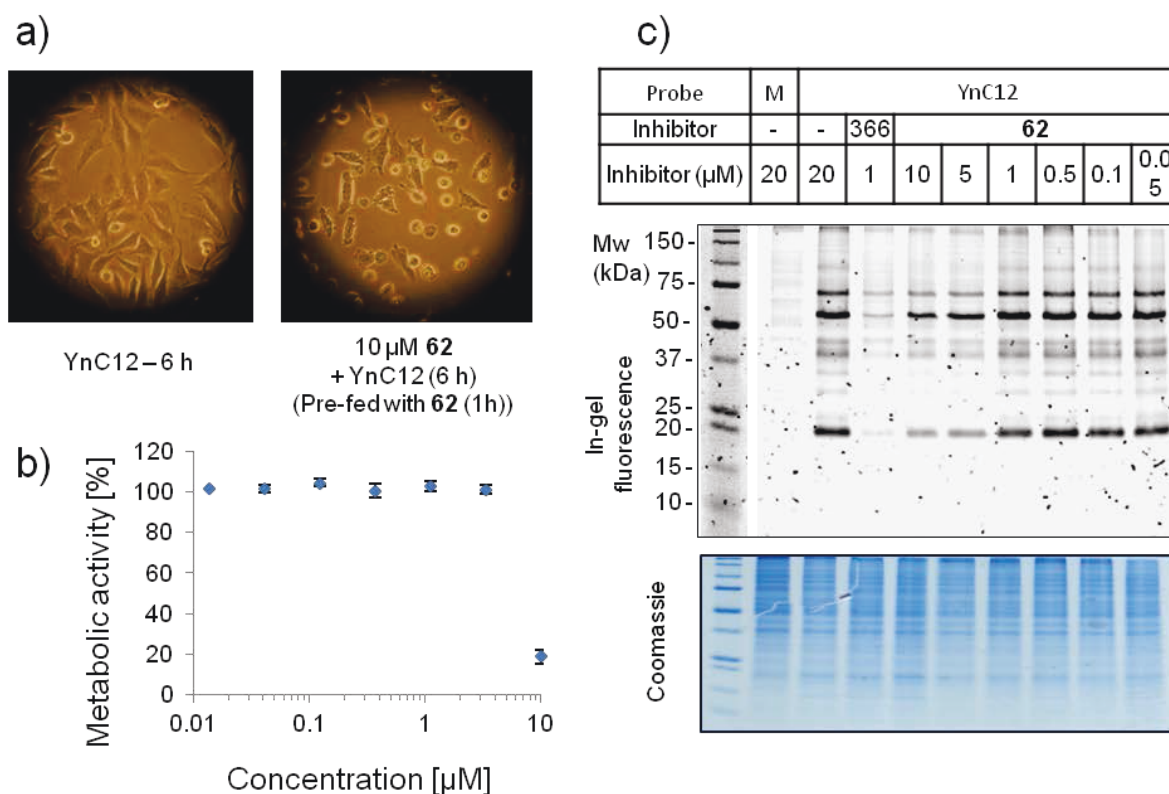 a)
YnC12 – 6 h
10 µM 62
+ YnC12 (6 h)
(Pre-fed with 62 (1h))
b)
Metabolic activity [%]
120
100
80
60
40
20
0
0.01
0.1
1
10
Concentration [µM]
c)
Probe M YnC12
Inhibitor - - 366 62
Inhibitor (µM) 20 20 1 10 5 1 0.5 0.1 0.0
5
Mw
(kDa)
150 -
75 -
50 -
37 -
25 -
20 -
15 -
10 -
In-gel
fluorescence
Coomassie